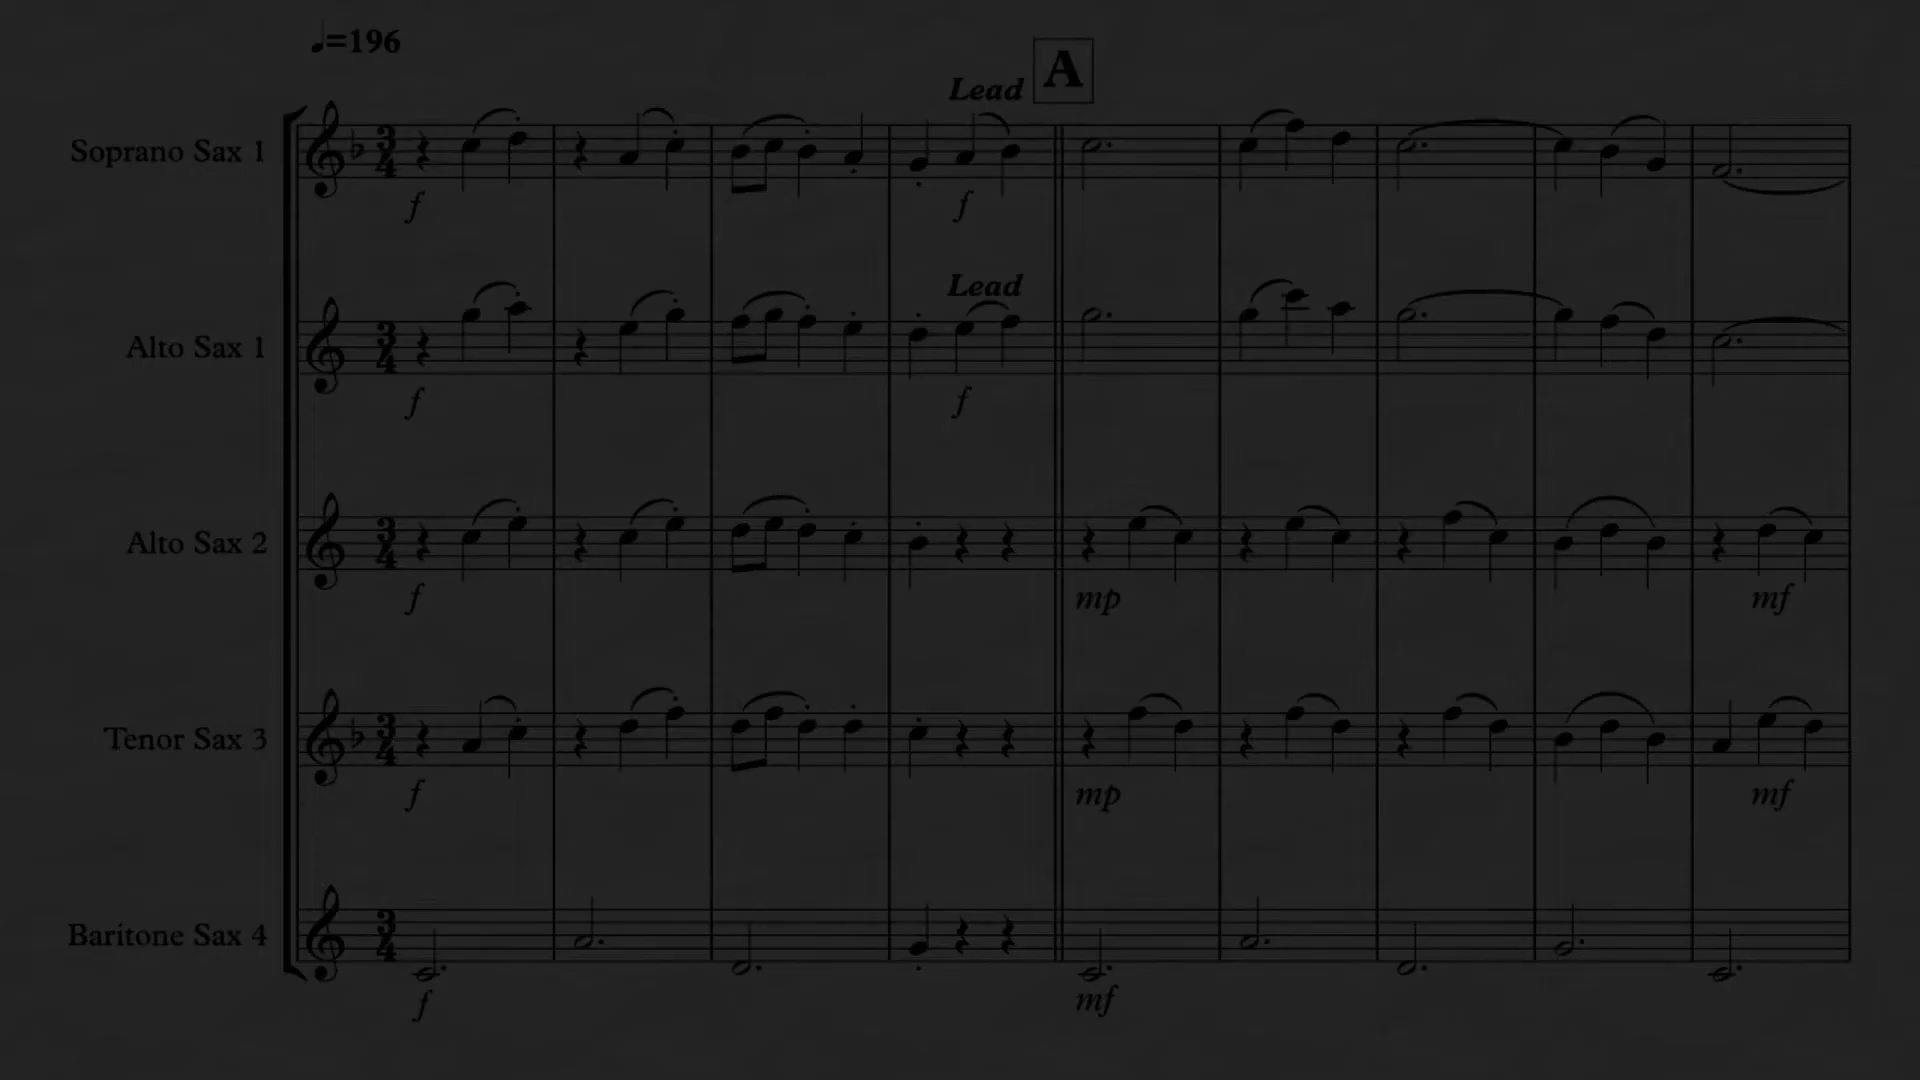 ♩=196
Lead A
Soprano Sax 1
f f
Lead
Alto Sax 1
f f
Alto Sax 2
f mp mf
Tenor Sax 3
f mp mf
Baritone Sax 4
f mf